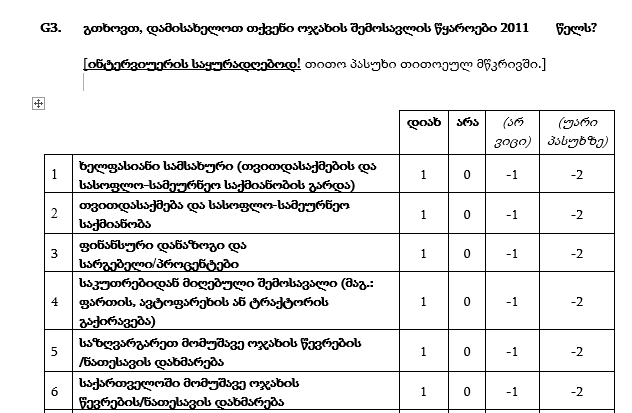 G3. გთხოვთ, დამისახელოთ თქვენი ოჯახის შემოსავლის წყაროები 2011 წელს?
[ინტერვიუერის საყურადღებოდ! თითო პასუხი თითოეულ მწკრივში.]
დიახ არა (არ ვიცი) (უარი პასუხზე)
1 ხელფასიანი სამსახური (თვითდასაქმების და
სასოფლო-სამეურნეო საქმიანობის გარდა) 1 0 -1 -2
2 თვითდასაქმება და სასოფლო-სამეურნეო
საქმიანობა 1 0 -1 -2
3 ფინანსური დანაზოგი და
სარგებელი/პროცენტები 1 0 -1 -2
4 საკუთრებიდან მიღებული შემოსავალი (მაგ.:
ფართის, ავტოფარეხის ან ტრაქტორის
გაქირავება) 1 0 -1 -2
5 საზღვარგარეთ მომუშავე ოჯახის წევრების
/ნათესავის დახმარება 1 0 -1 -2
6 საქართველოში მომუშავე ოჯახის
წევრების/ნათესავის დახმარება 1 0 -1 -2